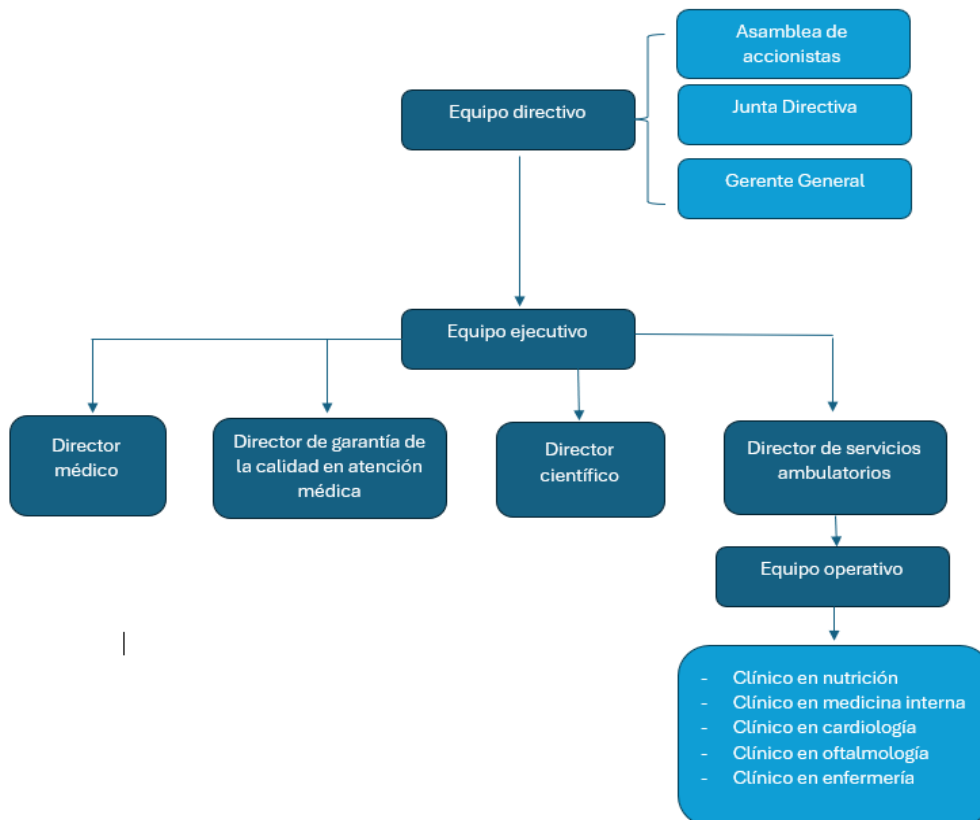 Asamblea de
accionistas
Equipo directivo
Junta Directiva
Gerente General
Equipo ejecutivo
Director
médico
Director de garantía de
la calidad en atención
médica
Director
científico
Director de servicios
ambulatorios
Equipo operativo
- Clínico en nutrición
- Clínico en medicina interna
- Clínico en cardiología
- Clínico en oftalmología
- Clínico en enfermería